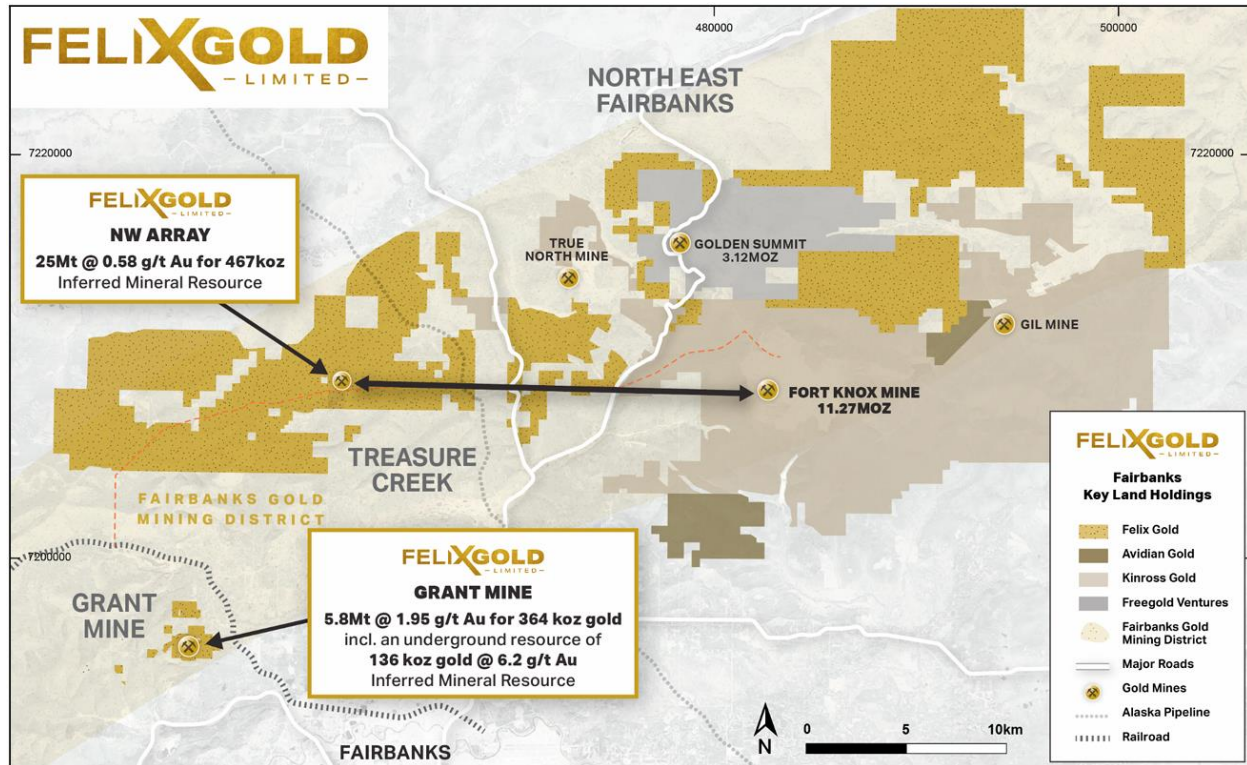 FELIXGOLD
LIMITED
480000
500000
7220000
7220000
NORTH EAST
FAIRBANKS
FELIXGOLD
LIMITED
NW ARRAY
25Mt @ 0.58 g/t Au for 467koz
Inferred Mineral Resource
TRUE
NORTH MINE
GOLDEN SUMMIT
3.12MOZ
GIL MINE
FORT KNOX MINE
11.27MOZ
TREASURE
CREEK
FAIRBANKS GOLD
MINING DISTRICT
7200000
GRANT
MINE
FELIXGOLD
LIMITED
GRANT MINE
5.8Mt @ 1.95 g/t Au for 364 koz gold
incl. an underground resource of
136 koz gold @ 6.2 g/t Au
Inferred Mineral Resource
FAIRBANKS
N
0 5 10km
FELIXGOLD
LIMITED
Fairbanks
Key Land Holdings
Felix Gold
Avidian Gold
Kinross Gold
Freegold Ventures
Fairbanks Gold
Mining District
Major Roads
Gold Mines
Alaska Pipeline
Railroad